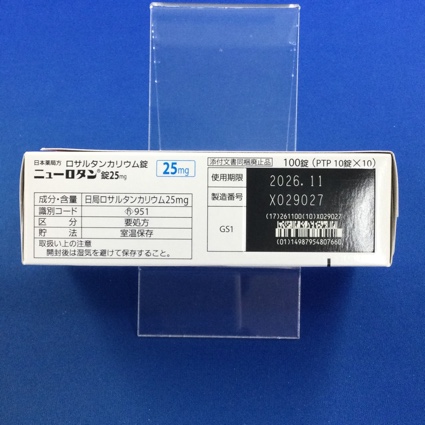 日本薬局方 ロサルタンカリウム錠
ニューロタン®錠25mg
25mg
添付文書同梱廃止品
100錠 (PTP 10錠×10)
成分・含量 日局ロサルタンカリウム25mg
識別コード 951
区分 要処方
貯法 室温保存
取扱い上の注意
開封後は湿気を避けて保存すること。
使用期限 2026.11
製造番号 X029027
GS1
(17)261100(10)X029027
(01)14987954807660